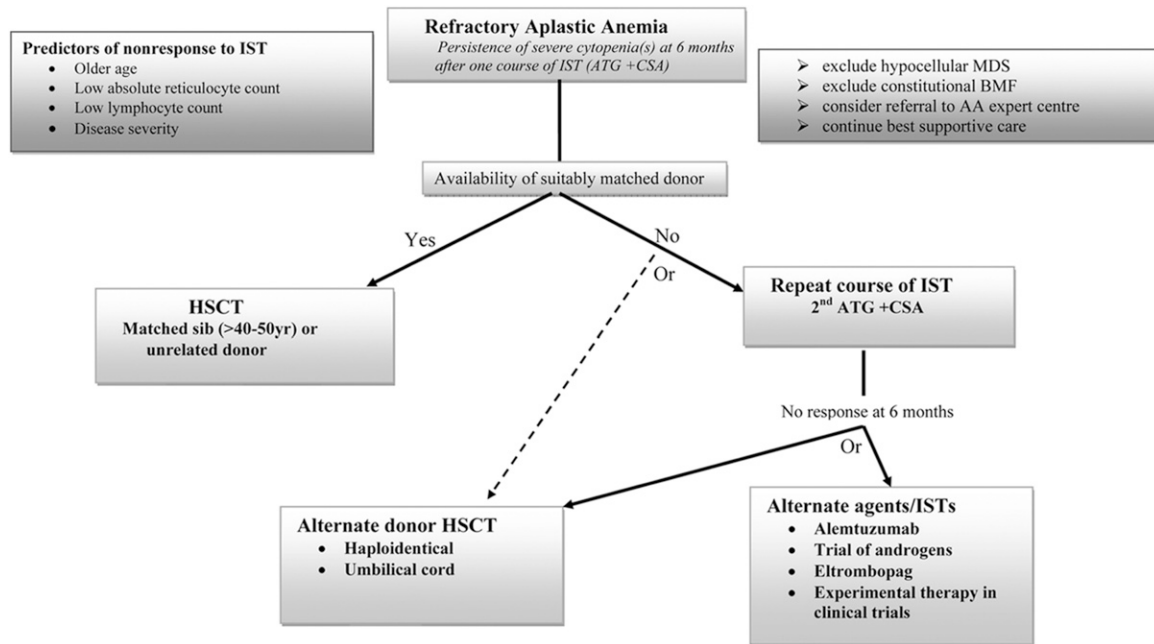 Refractory Aplastic Anemia
Persistence of severe cytopenia(s) at 6 months
after one course of IST (ATG +CSA)
Predictors of nonresponse to IST
• Older age
• Low absolute reticulocyte count
• Low lymphocyte count
• Disease severity
➢ exclude hypocellular MDS
➢ exclude constitutional BMF
➢ consider referral to AA expert centre
➢ continue best supportive care
Availability of suitably matched donor
Yes
No
Or
HSCT
Matched sib (>40-50yr) or
unrelated donor
Repeat course of IST
2nd ATG +CSA
No response at 6 months
Or
Alternate donor HSCT
• Haploidentical
• Umbilical cord
Alternate agents/ISTs
• Alemtuzumab
• Trial of androgens
• Eltrombopag
• Experimental therapy in
clinical trials